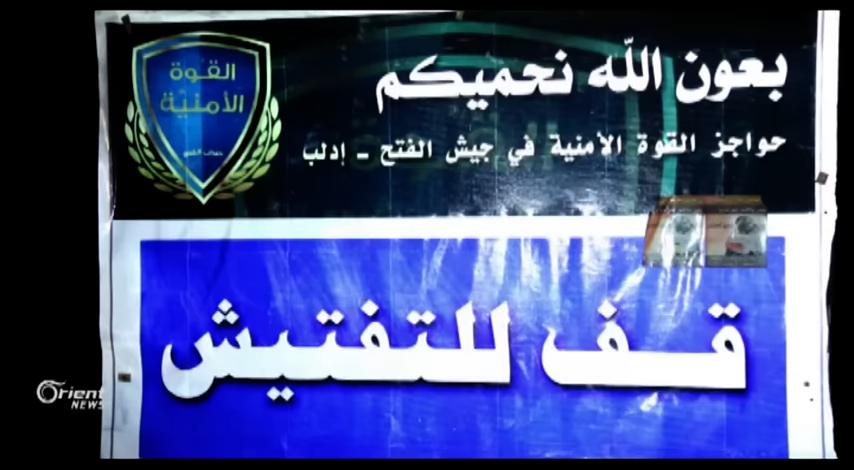 بعون الله نحميكم
القوة
الأمنية
حواجز القوة الأمنية في جيش الفتح - إدلب
قف للتفتيش
Orient
NEWS